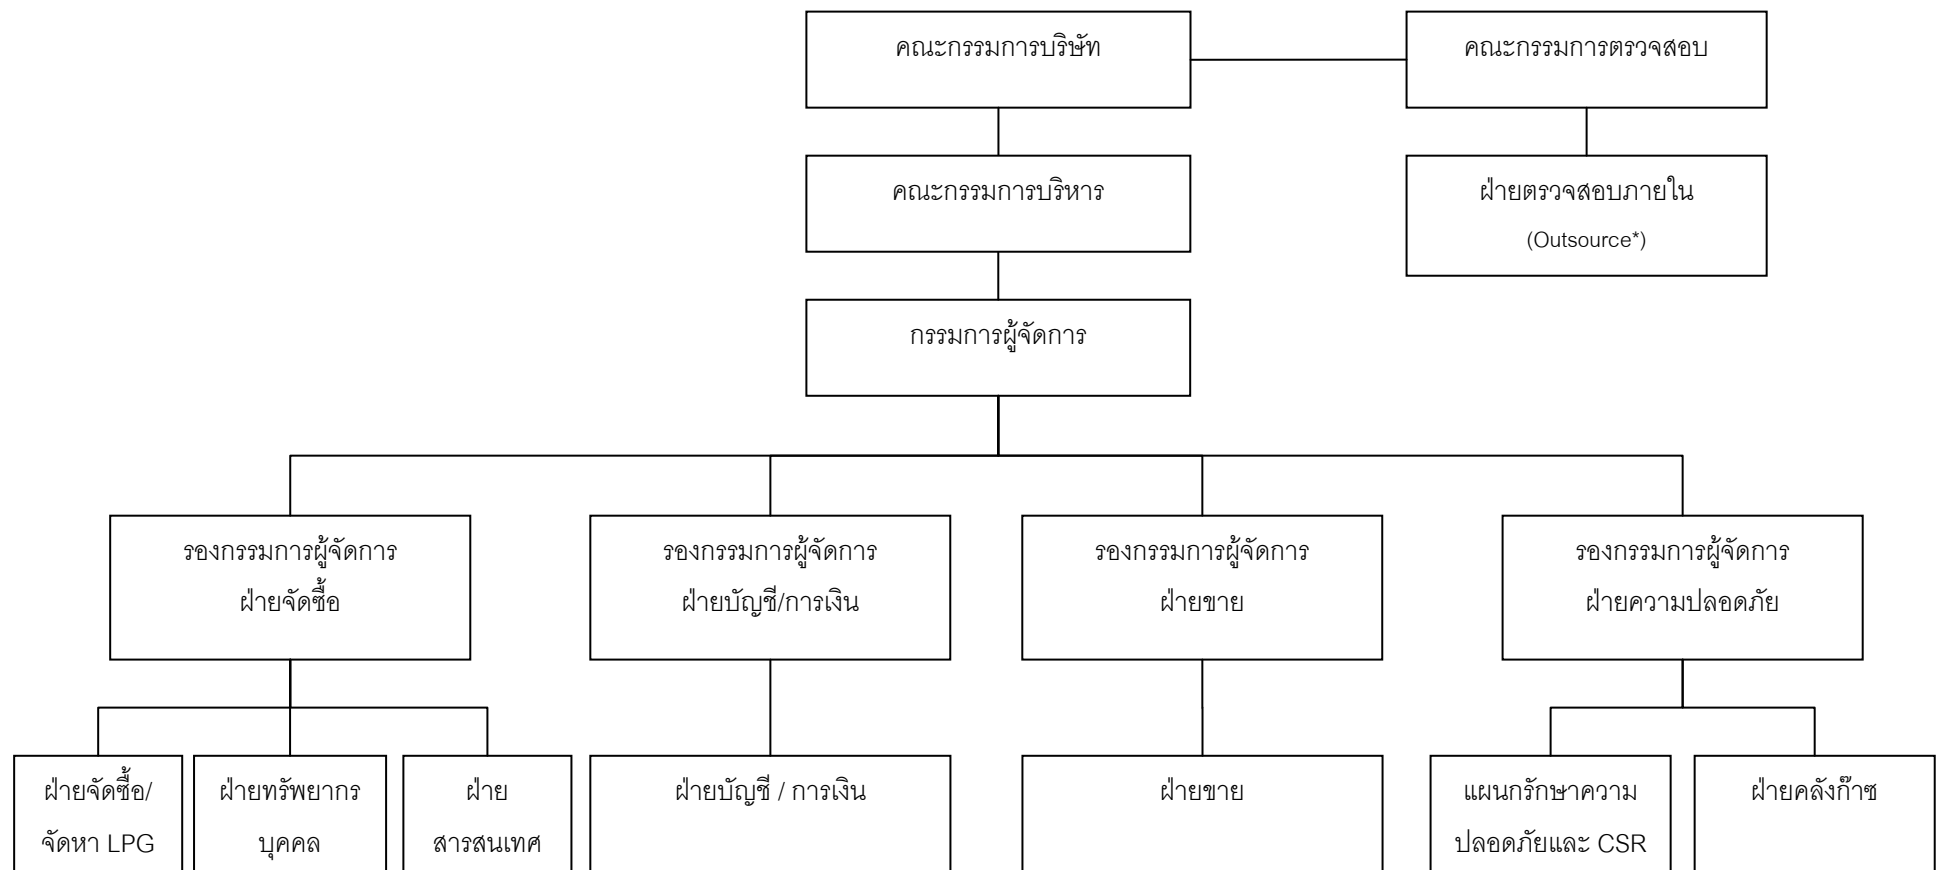 คณะกรรมการบริษัท
คณะกรรมการตรวจสอบ
คณะกรรมการบริหาร
ฝ่ายตรวจสอบภายใน
(Outsource*)
กรรมการผู้จัดการ
รองกรรมการผู้จัดการ
ฝ่ายจัดซื้อ
รองกรรมการผู้จัดการ
ฝ่ายบัญชี/การเงิน
รองกรรมการผู้จัดการ
ฝ่ายขาย
รองกรรมการผู้จัดการ
ฝ่ายความปลอดภัย
ฝ่ายจัดซื้อ/
จัดหา LPG
ฝ่ายทรัพยากร
บุคคล
ฝ่าย
สารสนเทศ
ฝ่ายบัญชี / การเงิน
ฝ่ายขาย
แผนกรักษาความ
ปลอดภัยและ CSR
ฝ่ายคลังก๊าซ